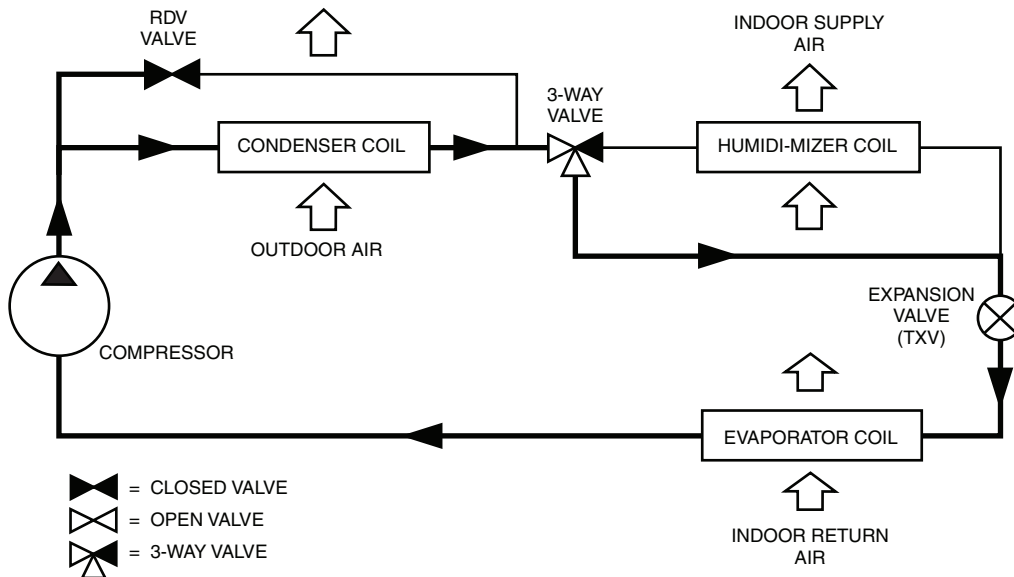 RDV
VALVE
INDOOR SUPPLY
AIR
3-WAY
VALVE
CONDENSER COIL
HUMIDI-MIZER COIL
OUTDOOR AIR
EXPANSION
VALVE
(TXV)
COMPRESSOR
EVAPORATOR COIL
= CLOSED VALVE
= OPEN VALVE
= 3-WAY VALVE
INDOOR RETURN
AIR